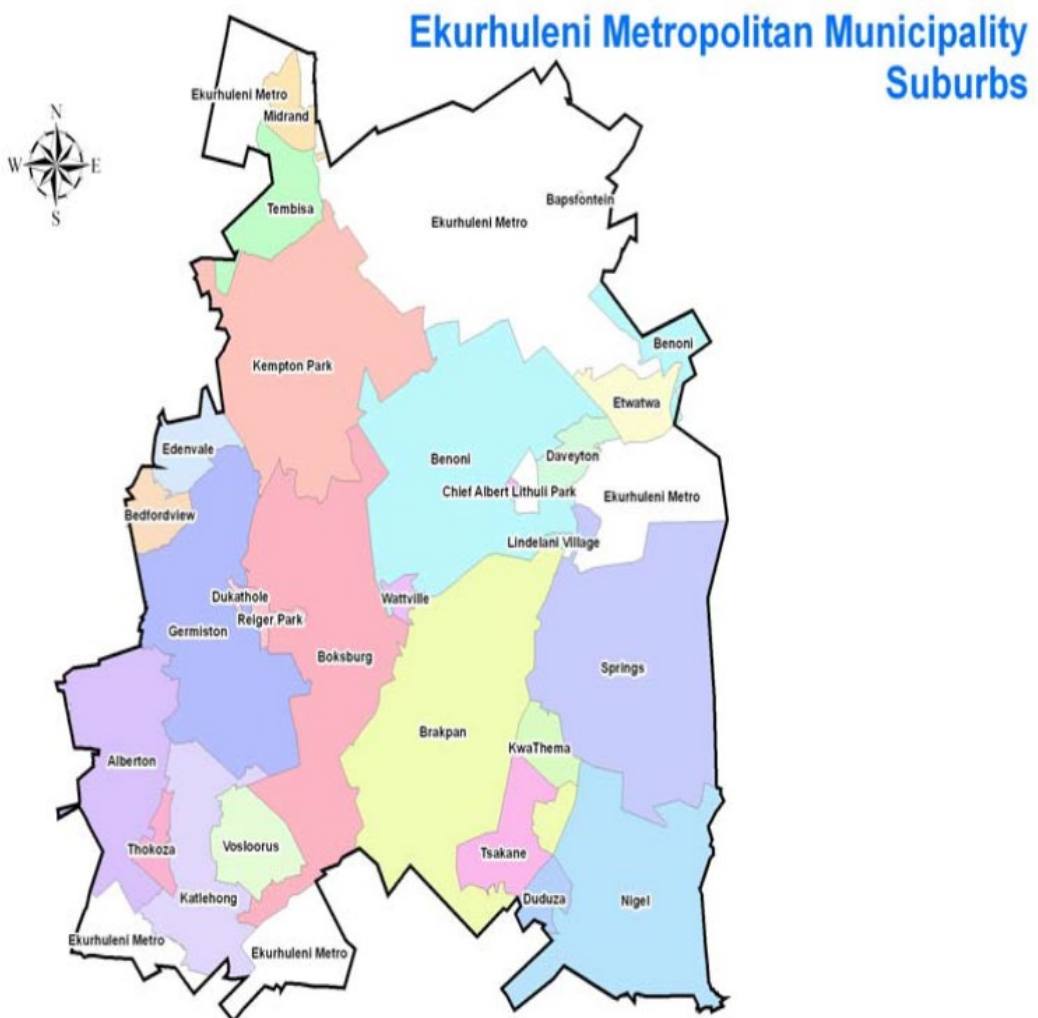 Ekurhuleni Metropolitan Municipality
Suburbs
N
W
E
S
Ekurhuleni Metro
Midrand
Tembisa
Ekurhuleni Metro
Bapsfontein
Benoni
Kempton Park
Etwatwa
Edenvale
Benoni
Daveyton
Chief Albert Lithuli Park
Ekurhuleni Metro
Bedfordview
Lindelani Village
Dukathole
Wattville
Reiger Park
Germiston
Boksburg
Springs
Brakpan
KwaThema
Alberton
Thokoza
Vosloorus
Tsakane
Katlehong
Duduza
Nigel
Ekurhuleni Metro
Ekurhuleni Metro